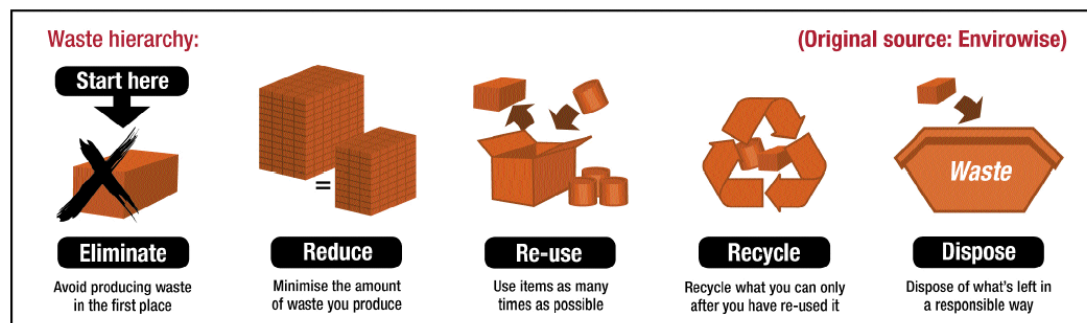 Waste hierarchy:
(Original source: Envirowise)
Start here
=
Waste
Eliminate
Reduce
Re-use
Recycle
Dispose
Avoid producing waste
in the first place
Minimise the amount
of waste you produce
Use items as many
times as possible
Recycle what you can only
after you have re-used it
Dispose of what's left in
a responsible way